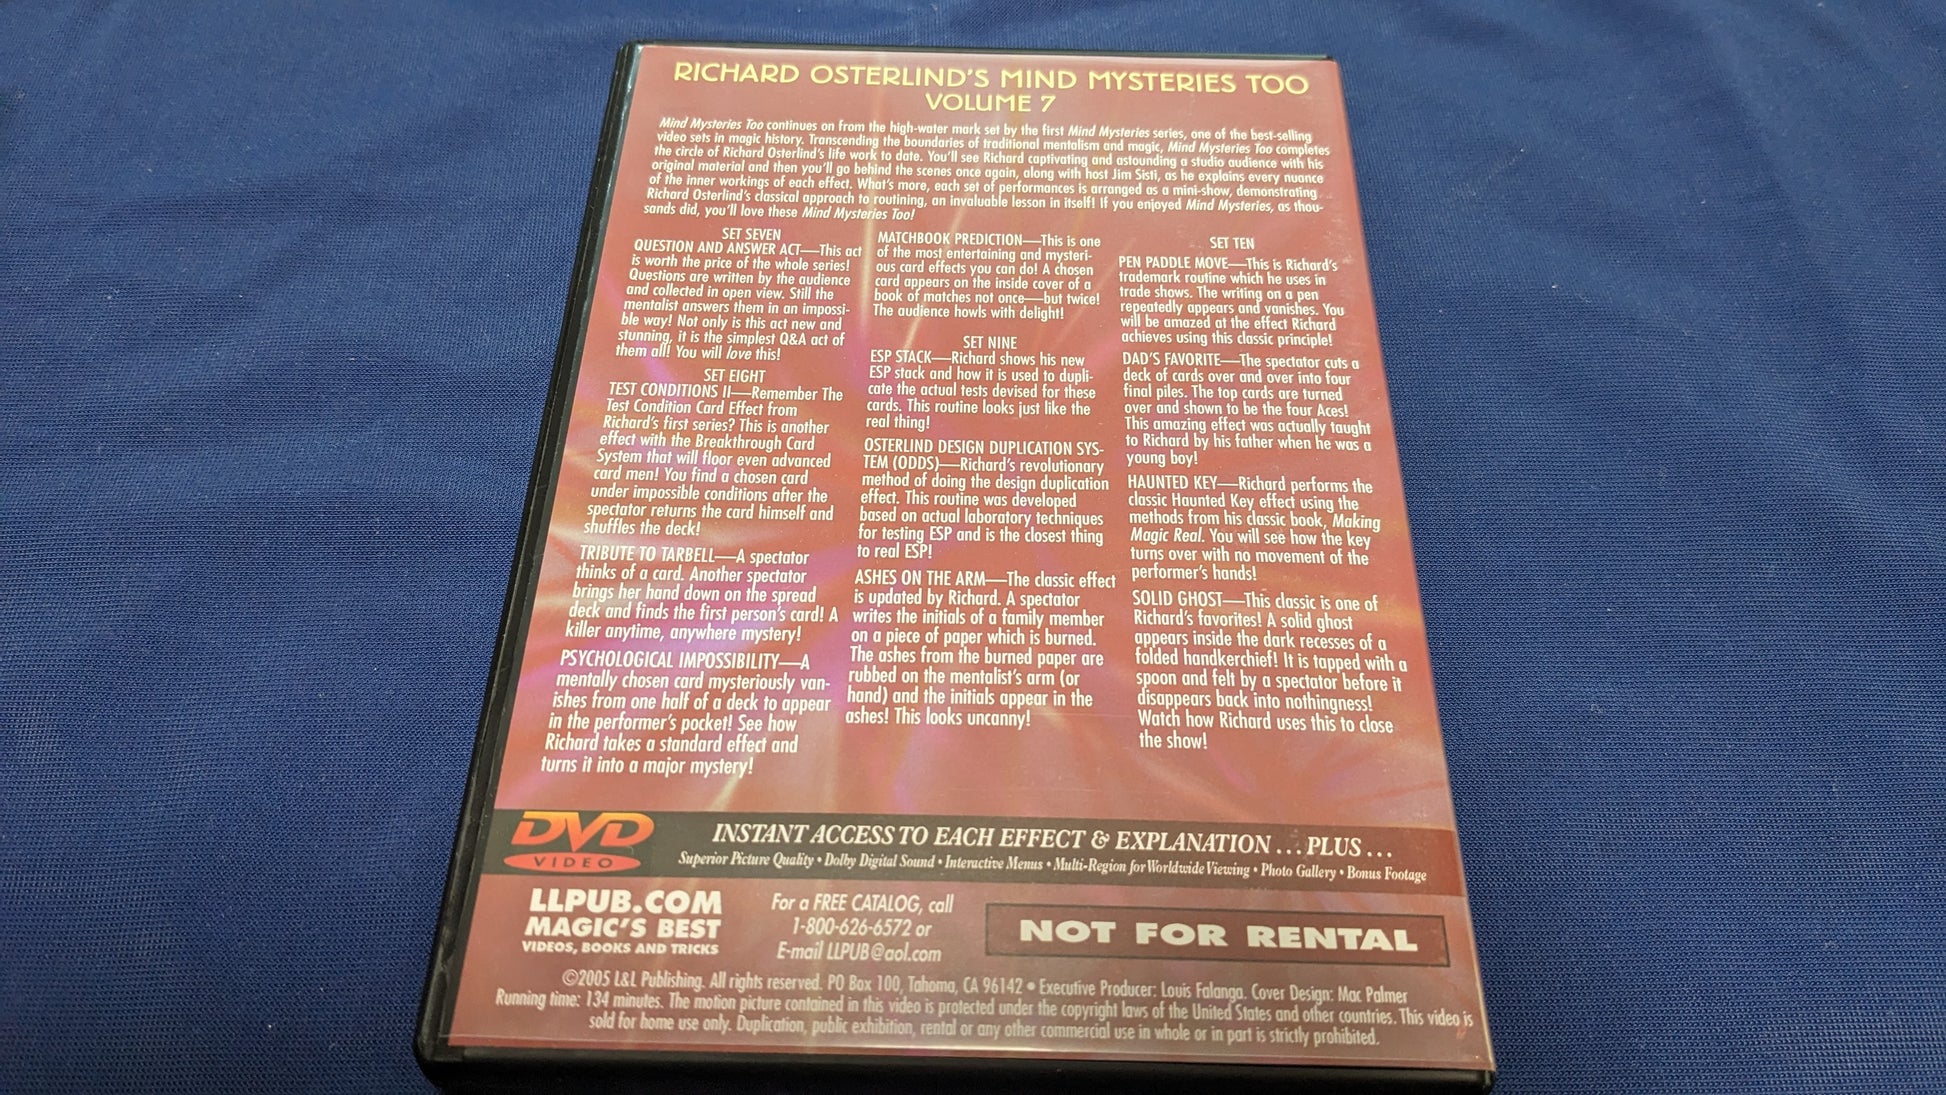 RICHARD OSTERLIND'S MIND MYSTERIES TOO
VOLUME 7
Mind Mysteries Too continues on from the high-water mark set by the first Mind Mysteries series, one of the best-selling
video sets in magic history. Transcending the boundaries of traditional mentalism and magic, Mind Mysteries Too completes
the circle of Richard Osterlind's life work to date. You'll see Richard captivating and astounding a studio audience with his
original material and then you'll go behind the scenes once again, along with host Jim Sisti, as he explains every nuance
of the inner workings of each effect. What's more, each set of performances is arranged as a mini-show, demonstrating
Richard Osterlind's classical approach to routining, an invaluable lesson in itself! If you enjoyed Mind Mysteries, as thou-
sands did, you'll love these Mind Mysteries Too!
SET SEVEN
QUESTION AND ANSWER ACT—This act
is worth the price of the whole series!
Questions are written by the audience
and collected in open view. Still the
mentalist answers them in an impossi-
ble way! Not only is this act new and
stunning, it is the simplest Q&A act of
them all! You will love this!
SET EIGHT
TEST CONDITIONS II—Remember The
Test Condition Card Effect from
Richard's first series? This is another
effect with the Breakthrough Card
System that will floor even advanced
card men! You find a chosen card
under impossible conditions after the
spectator returns the card himself and
shuffles the deck!
TRIBUTE TO TARBELL—A spectator
thinks of a card. Another spectator
brings her hand down on the spread
deck and finds the first person's card! A
killer anytime, anywhere mystery!
PSYCHOLOGICAL IMPOSSIBILITY—A
mentally chosen card mysteriously van-
ishes from one half of a deck to appear
in the performer's pocket! See how
Richard takes a standard effect and
turns it into a major mystery!
MATCHBOOK PREDICTION—This is one
of the most entertaining and mysteri-
ous card effects you can do! A chosen
card appears on the inside cover of a
book of matches not once—but twice!
The audience howls with delight!
SET NINE
ESP STACK—Richard shows his new
ESP stack and how it is used to dupli-
cate the actual tests devised for these
cards. This routine looks just like the
real thing!
OSTERLIND DESIGN DUPLICATION SYS-
TEM (ODDS)—Richard's revolutionary
method of doing the design duplication
effect. This routine was developed
based on actual laboratory techniques
for testing ESP and is the closest thing
to real ESP!
ASHES ON THE ARM—The classic effect
is updated by Richard. A spectator
writes the initials of a family member
on a piece of paper which is burned.
The ashes from the burned paper are
rubbed on the mentalist's arm (or
hand) and the initials appear in the
ashes! This looks uncanny!
SET TEN
PEN PADDLE MOVE—This is Richard's
trademark routine which he uses in
trade shows. The writing on a pen
repeatedly appears and vanishes. You
will be amazed at the effect Richard
achieves using this classic principle!
DAD'S FAVORITE—The spectator cuts a
deck of cards over and over into four
final piles. The top cards are turned
over and shown to be the four Aces!
This amazing effect was actually taught
to Richard by his father when he was a
young boy!
HAUNTED KEY—Richard performs the
classic Haunted Key effect using the
methods from his classic book, Making
Magic Real. You will see how the key
turns over with no movement of the
performer's hands!
SOLID GHOST—This classic is one of
Richard's favorites! A solid ghost
appears inside the dark recesses of a
folded handkerchief! It is tapped with a
spoon and felt by a spectator before it
disappears back into nothingness!
Watch how Richard uses this to close
the show!
DVD
VIDEO
INSTANT ACCESS TO EACH EFFECT & EXPLANATION . . . PLUS . . .
Superior Picture Quality • Dolby Digital Sound • Interactive Menus • Multi-Region for Worldwide Viewing • Photo Gallery • Bonus Footage
LLPUB.COM
MAGIC'S BEST
VIDEOS, BOOKS AND TRICKS
For a FREE CATALOG, call
1-800-626-6572 or
E-mail LLPUB@aol.com
NOT FOR RENTAL
©2005 L&L Publishing. All rights reserved. PO Box 100, Tahoma, CA 96142 • Executive Producer: Louis Falanga. Cover Design: Mac Palmer
Running time: 134 minutes. The motion picture contained in this video is protected under the copyright laws of the United States and other countries. This video is
sold for home use only. Duplication, public exhibition, rental or any other commercial use in whole or in part is strictly prohibited.